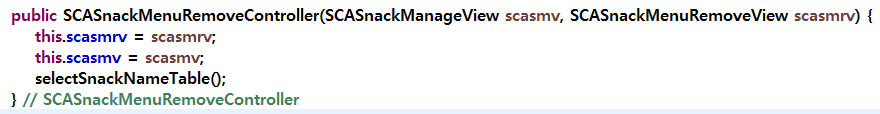 public SCASnackMenuRemoveController(SCASnackManageView scasmv, SCASnackMenuRemoveView scasmrv) {
this.scasmrv = scasmrv;
this.scasmv = scasmv;
selectSnackNameTable();
} // SCASnackMenuRemoveController